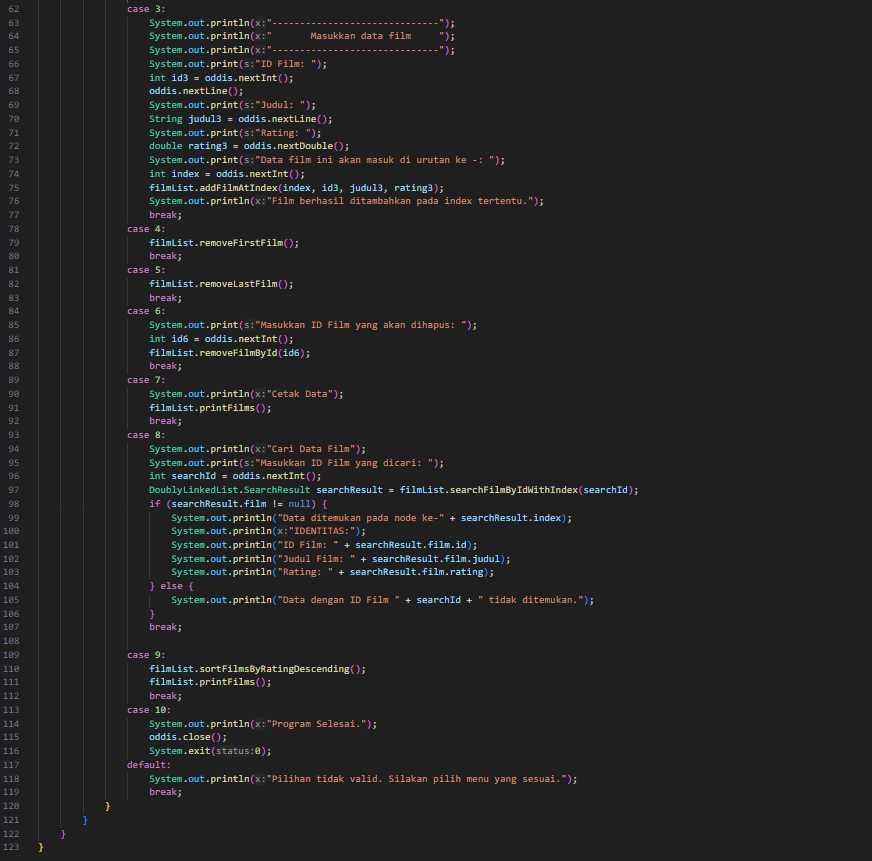 62 case 3:
63 System.out.println(x:"------------------------------");
64 System.out.println(x:"       Masukkan data film     ");
65 System.out.println(x:"------------------------------");
66 System.out.print(s:"ID Film: ");
67 int id3 = oddis.nextInt();
68 oddis.nextLine();
69 System.out.print(s:"Judul: ");
70 String judul3 = oddis.nextLine();
71 System.out.print(s:"Rating: ");
72 double rating3 = oddis.nextDouble();
73 System.out.print(s:"Data film ini akan masuk di urutan ke -: ");
74 int index = oddis.nextInt();
75 filmList.addFilmAtIndex(index, id3, judul3, rating3);
76 System.out.println(x:"Film berhasil ditambahkan pada index tertentu.");
77 break;
78 case 4:
79 filmList.removeFirstFilm();
80 break;
81 case 5:
82 filmList.removeLastFilm();
83 break;
84 case 6:
85 System.out.print(s:"Masukkan ID Film yang akan dihapus: ");
86 int id6 = oddis.nextInt();
87 filmList.removeFilmById(id6);
88 break;
89 case 7:
90 System.out.println(x:"Cetak Data");
91 filmList.printFilms();
92 break;
93 case 8:
94 System.out.println(x:"Cari Data Film");
95 System.out.print(s:"Masukkan ID Film yang dicari: ");
96 int searchId = oddis.nextInt();
97 DoublyLinkedList.SearchResult searchResult = filmList.searchFilmByIdWithIndex(searchId);
98 if (searchResult.film != null) {
99 System.out.println("Data ditemukan pada node ke-" + searchResult.index);
100 System.out.println(x:"IDENTITAS:");
101 System.out.println("ID Film: " + searchResult.film.id);
102 System.out.println("Judul Film: " + searchResult.film.judul);
103 System.out.println("Rating: " + searchResult.film.rating);
104 } else {
105 System.out.println("Data dengan ID Film " + searchId + " tidak ditemukan.");
106 }
107 break;
108
109 case 9:
110 filmList.sortFilmsByRatingDescending();
111 filmList.printFilms();
112 break;
113 case 10:
114 System.out.println(x:"Program Selesai.");
115 oddis.close();
116 System.exit(status:0);
117 default:
118 System.out.println(x:"Pilihan tidak valid. Silakan pilih menu yang sesuai.");
119 break;
120 }
121 }
122 }
123 }